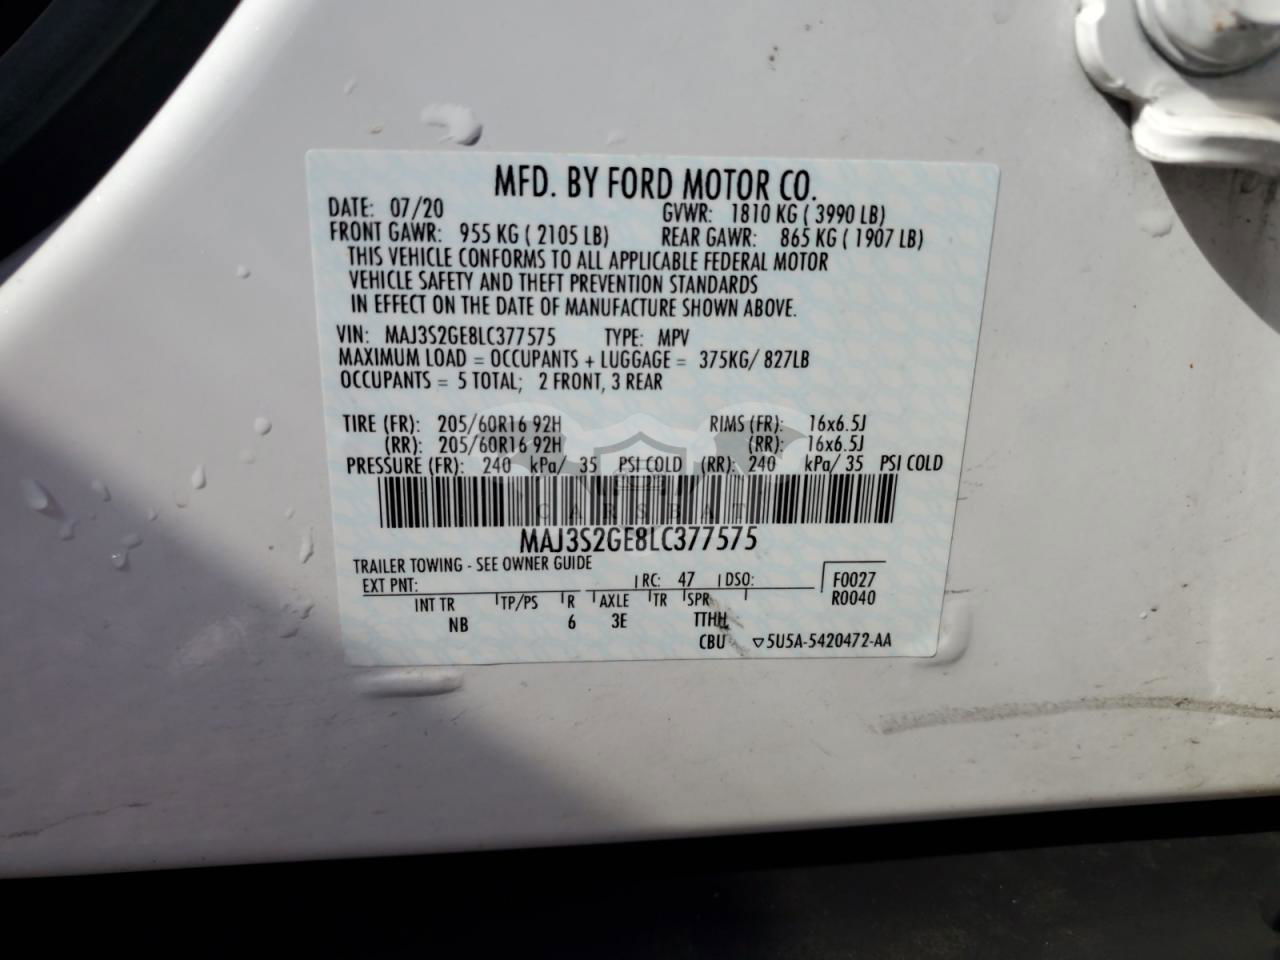 MFD. BY FORD MOTOR CO.
DATE: 07/20 GVWR: 1810 KG ( 3990 LB)
FRONT GAWR: 955 KG ( 2105 LB) REAR GAWR: 865 KG ( 1907 LB)
THIS VEHICLE CONFORMS TO ALL APPLICABLE FEDERAL MOTOR
VEHICLE SAFETY AND THEFT PREVENTION STANDARDS
IN EFFECT ON THE DATE OF MANUFACTURE SHOWN ABOVE.
VIN: MAJ3S2GE8LC377575 TYPE: MPV
MAXIMUM LOAD = OCCUPANTS + LUGGAGE = 375KG/ 827LB
OCCUPANTS = 5 TOTAL; 2 FRONT, 3 REAR
TIRE (FR): 205/60R16 92H RIMS (FR): 16x6.5J
(RR): 205/60R16 92H (RR): 16x6.5J
PRESSURE (FR): 240 kPa/ 35 PSI COLD (RR): 240 kPa/ 35 PSI COLD
CARSBAT
MAJ3S2GE8LC377575
TRAILER TOWING - SEE OWNER GUIDE
EXT PNT: RC: 47 DSO: F0027
INT TR TP/PS R AXLE TR SPR R0040
NB 6 3E TTHH
CBU ▽5U5A-5420472-AA